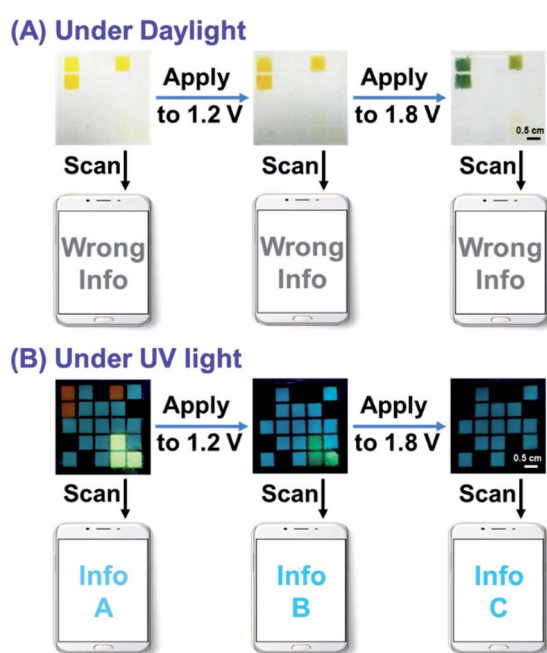 (A) Under Daylight
Apply
to 1.2 V
Apply
to 1.8 V
0.5 cm
Scan
Scan
Scan
Wrong
Info
Wrong
Info
Wrong
Info
(B) Under UV light
Apply
to 1.2 V
Apply
to 1.8 V
0.5 cm
Scan
Scan
Scan
Info
A
Info
B
Info
C